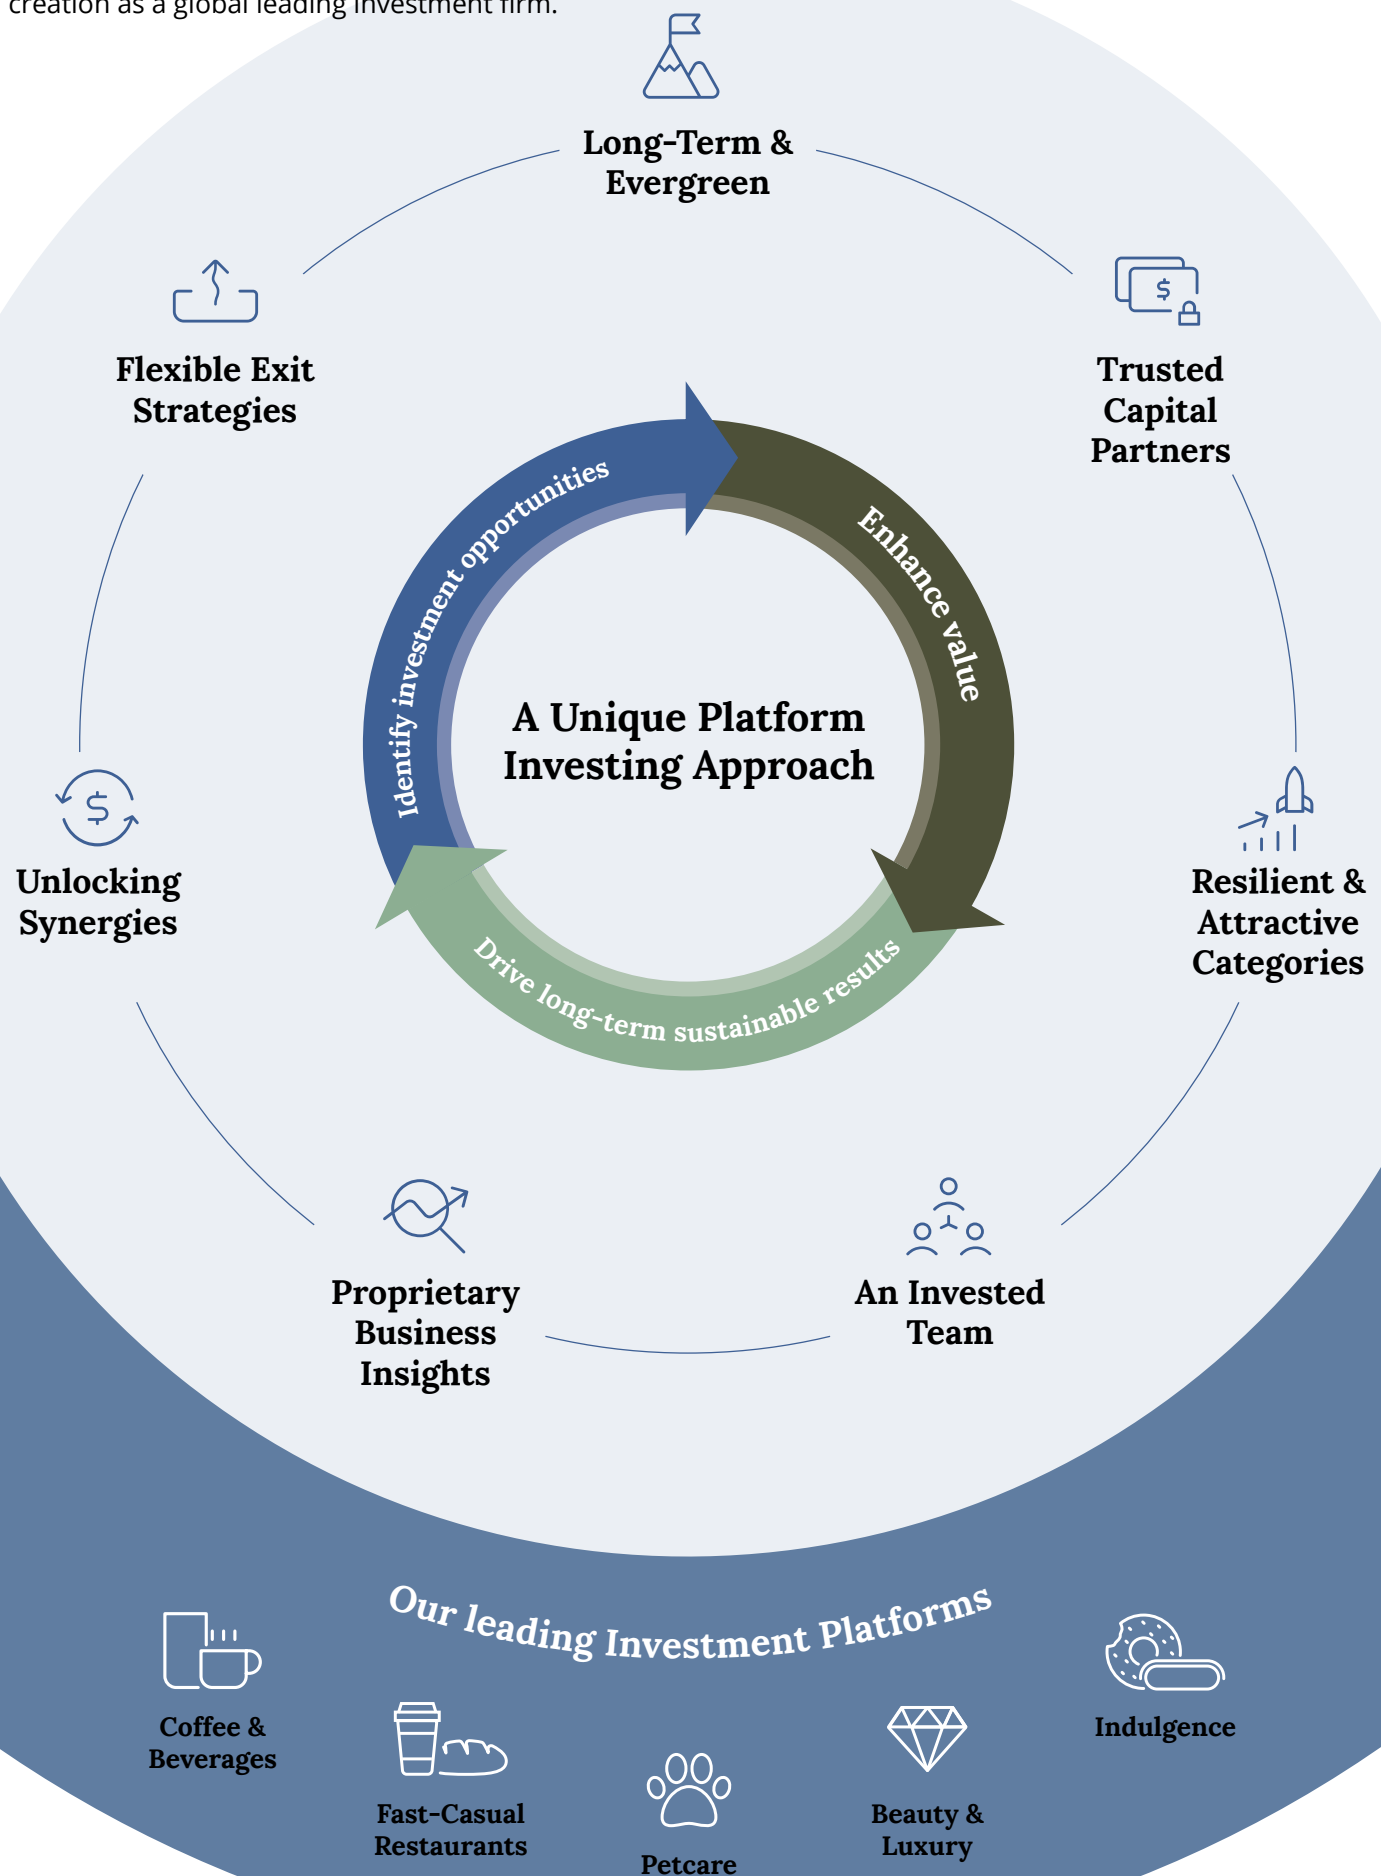 creation as a global leading investment firm.
Long-Term &
Evergreen
Flexible Exit
Strategies
Trusted
Capital
Partners
Identify investment opportunities
Enhance value
A Unique Platform
Investing Approach
Drive long-term sustainable results
$
$
Unlocking
Synergies
Resilient &
Attractive
Categories
Proprietary
Business
Insights
An Invested
Team
Our leading Investment Platforms
Coffee &
Beverages
Fast-Casual
Restaurants
Petcare
Beauty &
Luxury
Indulgence